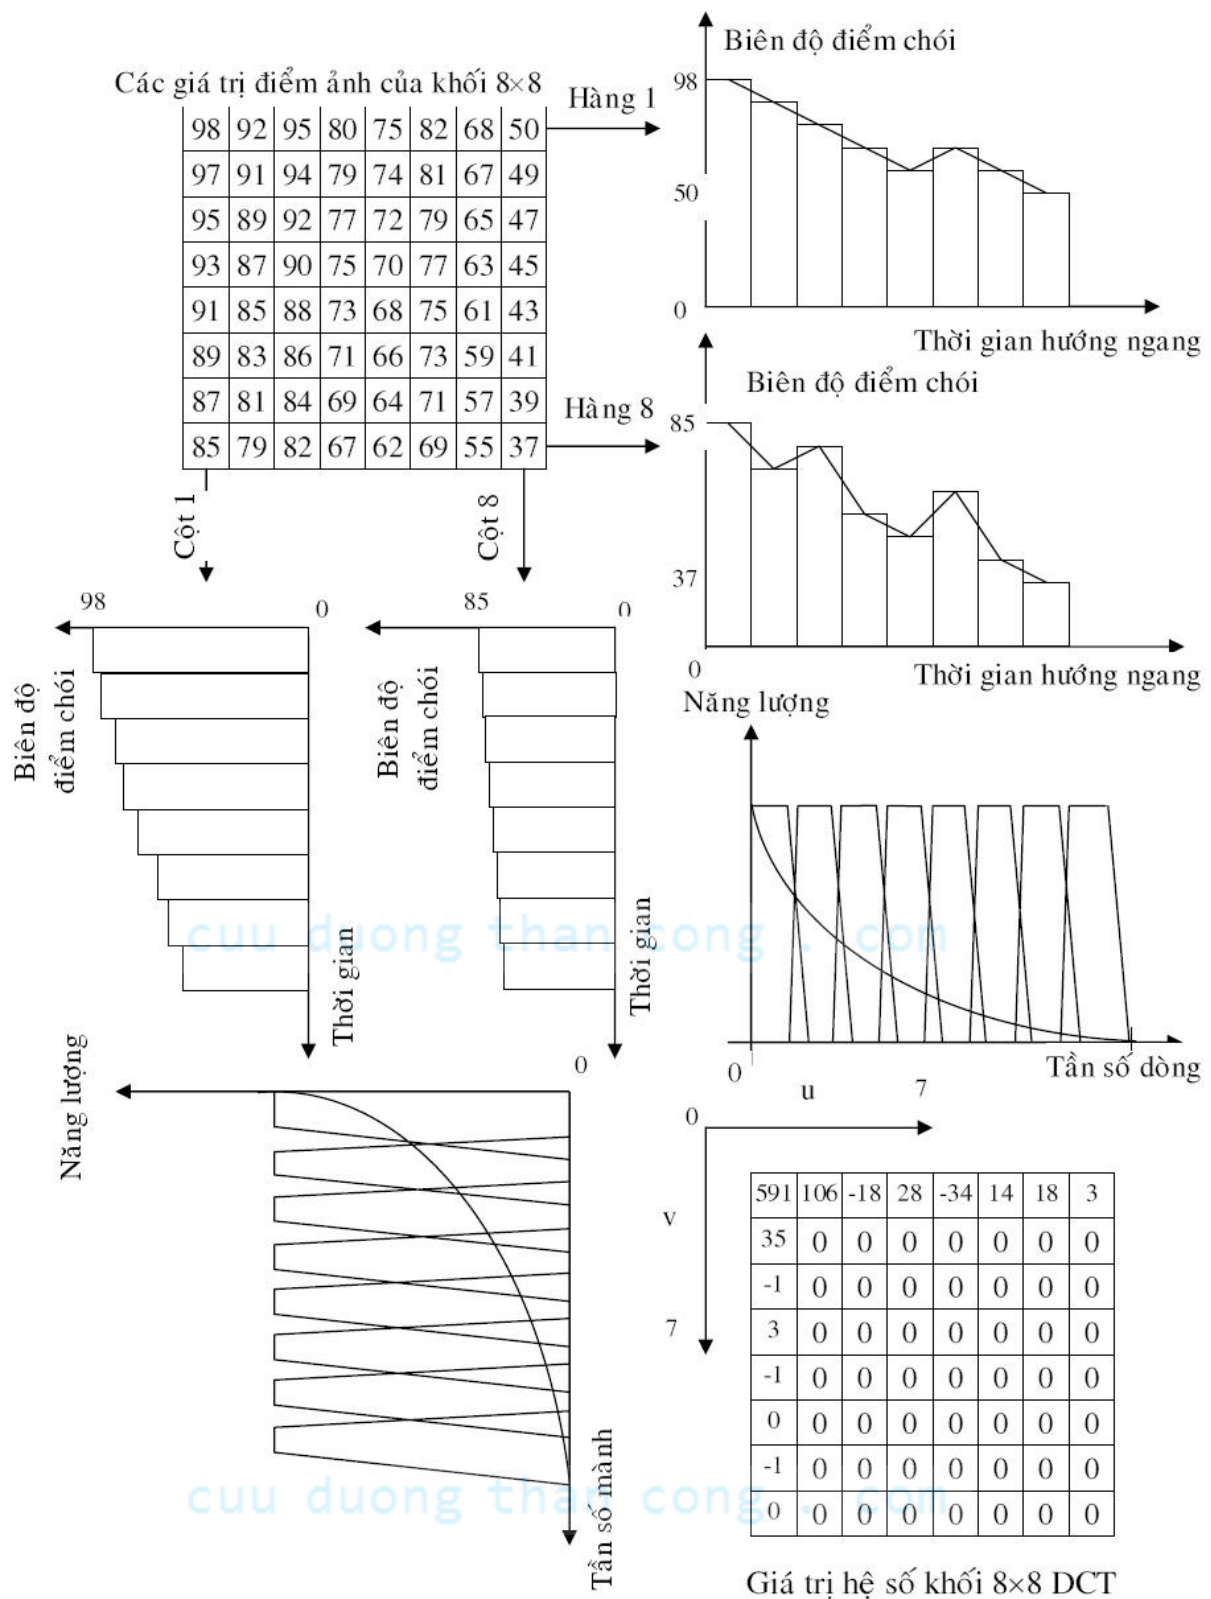 Biên độ điểm chói
Các giá trị điểm ảnh của khối 8×8
Hàng 1
98
50
0
Thời gian hướng ngang
98 92 95 80 75 82 68 50
97 91 94 79 74 81 67 49
95 89 92 77 72 79 65 47
93 87 90 75 70 77 63 45
91 85 88 73 68 75 61 43
89 83 86 71 66 73 59 41
87 81 84 69 64 71 57 39
85 79 82 67 62 69 55 37
Biên độ điểm chói
Hàng 8
85
37
0
Thời gian hướng ngang
Cột 1
Cột 8
98
0
Biên độ
điểm chói
Thời gian
85
0
Biên độ
điểm chói
Thời gian
Năng lượng
0
u
7
Tần số dòng
cuu duong than cong . com
Năng lượng
0
Tần số mành
0
v
7
591 106 -18 28 -34 14 18 3
35 0 0 0 0 0 0 0
-1 0 0 0 0 0 0 0
3 0 0 0 0 0 0 0
-1 0 0 0 0 0 0 0
0 0 0 0 0 0 0 0
-1 0 0 0 0 0 0 0
0 0 0 0 0 0 0 0
cuu duong than cong . com
Giá trị hệ số khối 8×8 DCT